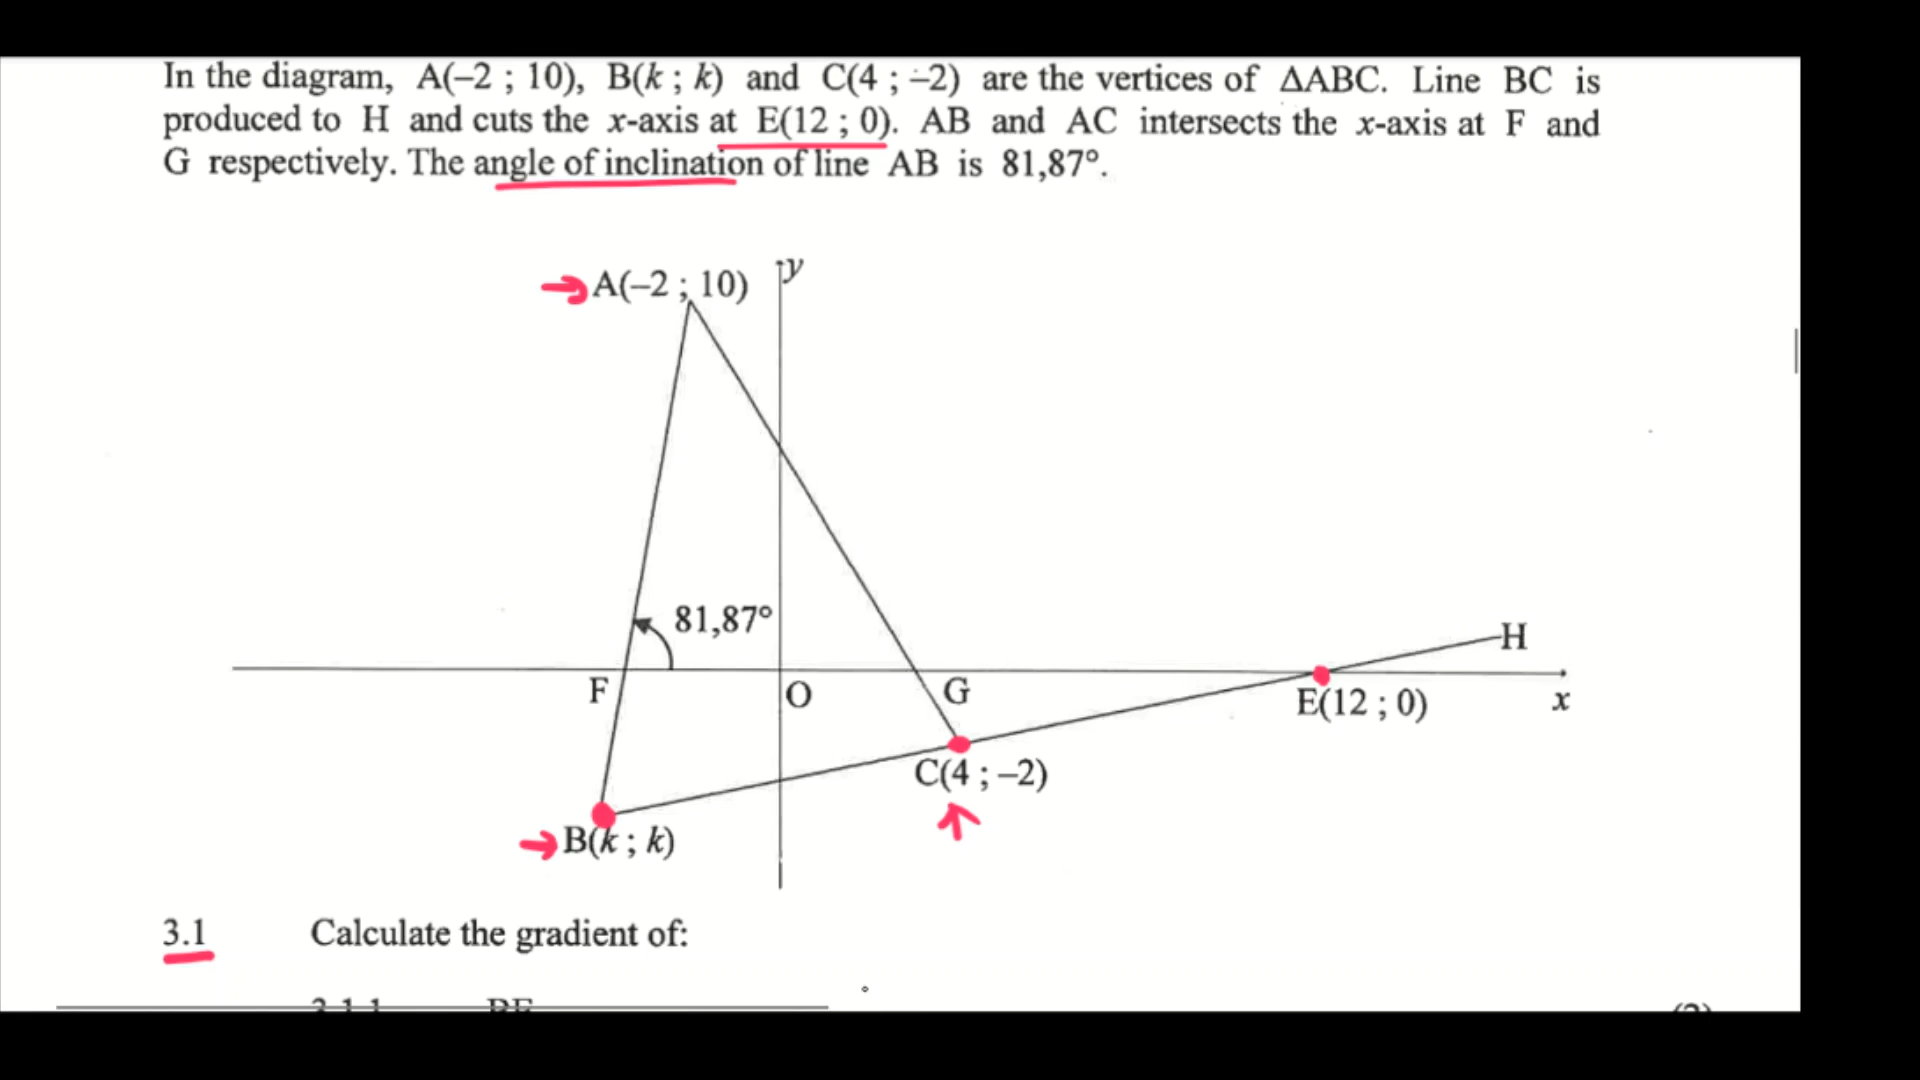 In the diagram, A(–2 ; 10), B(k ; k) and C(4 ; –2) are the vertices of ΔABC. Line BC is
produced to H and cuts the x-axis at E(12 ; 0). AB and AC intersects the x-axis at F and
G respectively. The angle of inclination of line AB is 81,87°.
A(–2 ; 10)
y
81,87°
H
F
O
G
E(12 ; 0)
x
C(4 ; –2)
B(k ; k)
3.1 Calculate the gradient of: